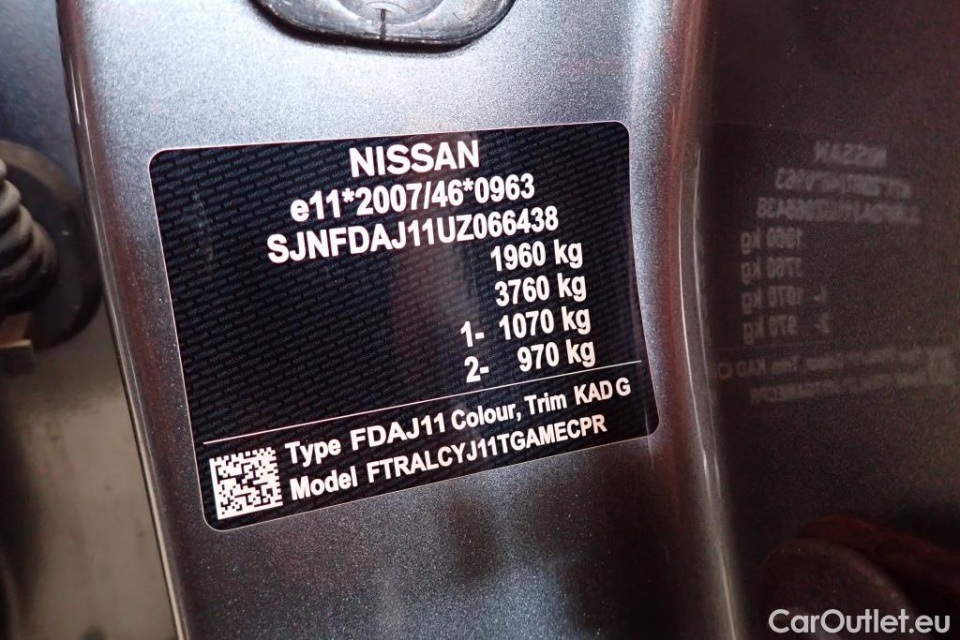 NISSAN
e11*2007/46*0963
SJNFDAJ11UZ066438
1960 kg
3760 kg
1- 1070 kg
2- 970 kg
Type FDAJ11 Colour, Trim KAD G
Model FTRALCYJ11TGAMECPR
CarOutlet.eu